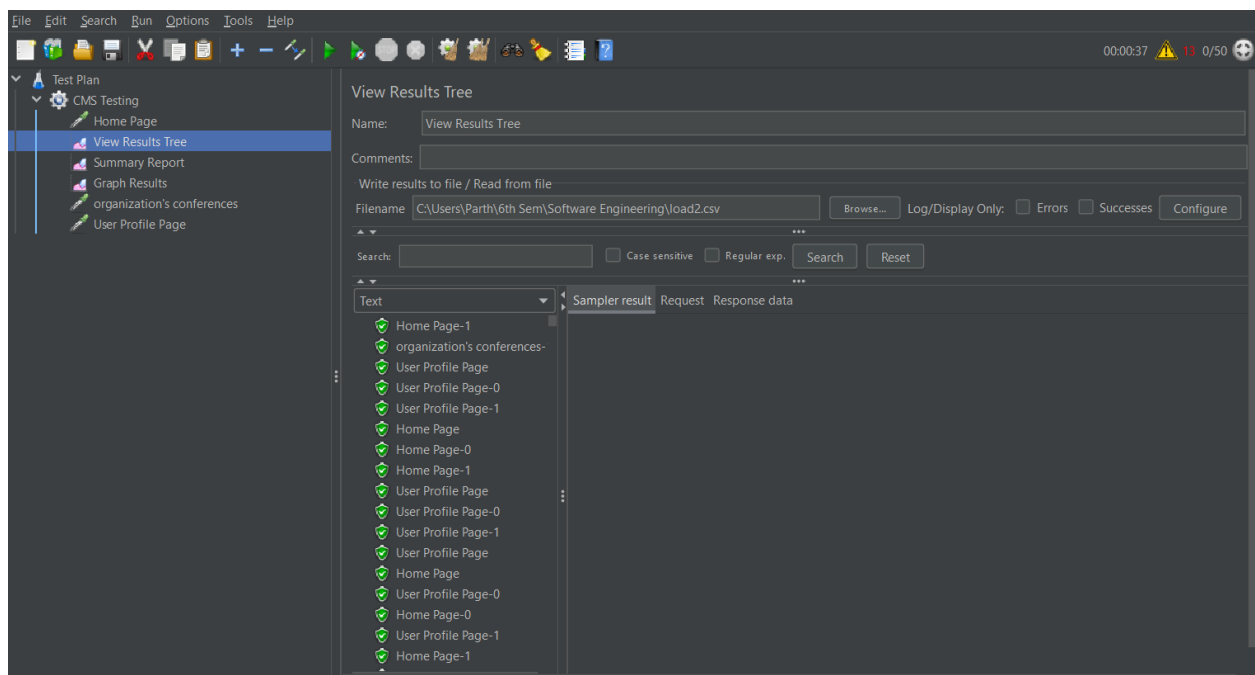 File Edit Search Run Options Tools Help
00:00:37 13 0/50
Test Plan
CMS Testing
Home Page
View Results Tree
Summary Report
Graph Results
organization's conferences
User Profile Page
View Results Tree
Name: View Results Tree
Comments:
Write results to file / Read from file
Filename C:\Users\Parth\6th Sem\Software Engineering\load2.csv Browse... Log/Display Only: Errors Successes Configure
Search: Case sensitive Regular exp. Search Reset
Text Sampler result Request Response data
Home Page-1
organization's conferences-
User Profile Page
User Profile Page-0
User Profile Page-1
Home Page
Home Page-0
Home Page-1
User Profile Page
User Profile Page-0
User Profile Page-1
User Profile Page
Home Page
User Profile Page-0
Home Page-0
User Profile Page-1
Home Page-1